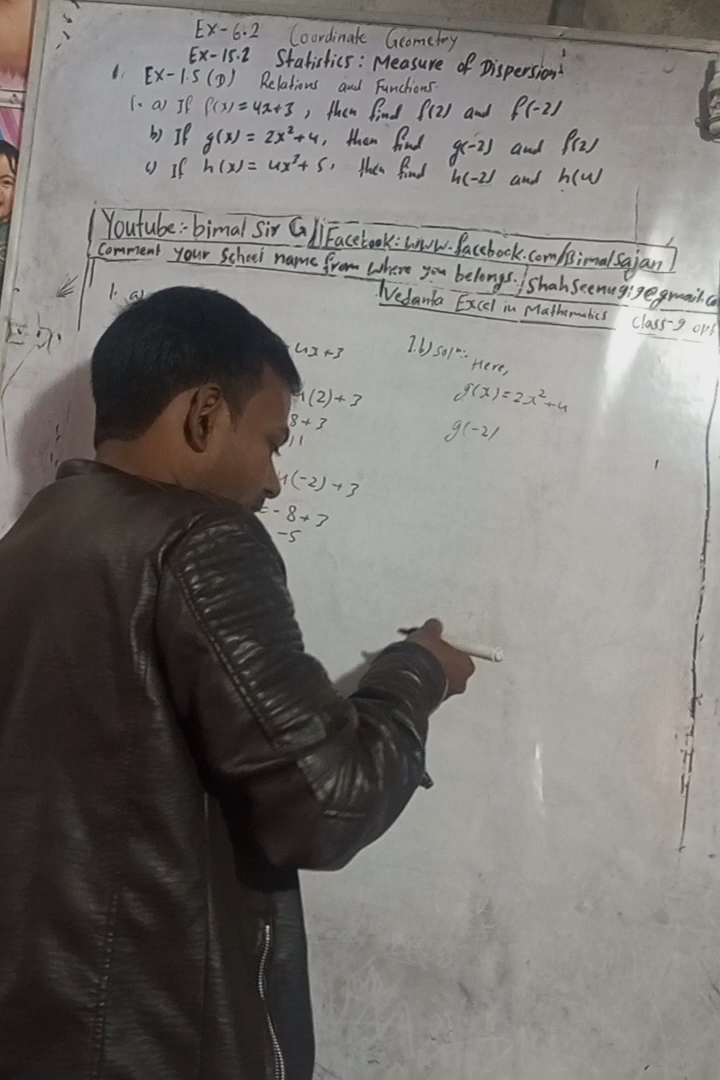 Ex-6.2 Coordinate Geometry
Ex-15.2 Statistics: Measure of Dispersion
1. Ex-1.5 (D) Relations and Functions
1. a) If f(x) = 4x+3, then find f(2) and f(-2)
b) If g(x) = 2x²+4, then find g(-2) and f(2)
c) If h(x) = 4x²+5, then find h(-2) and h(4)
Youtube:- bimal Sir G // Facebook: www.facebook.com/Bimalsajan
Comment your School name from where you belongs. / Shahseenugig@gmail.
Vedanta Excel in Mathematics Class-9 opt
1. a)
4x+3
(2)+3
8+3
11
4(-2)+3
=-8+3
-5
1.b) Solⁿ:-
Here,
g(x)=2x²+4
g(-2)